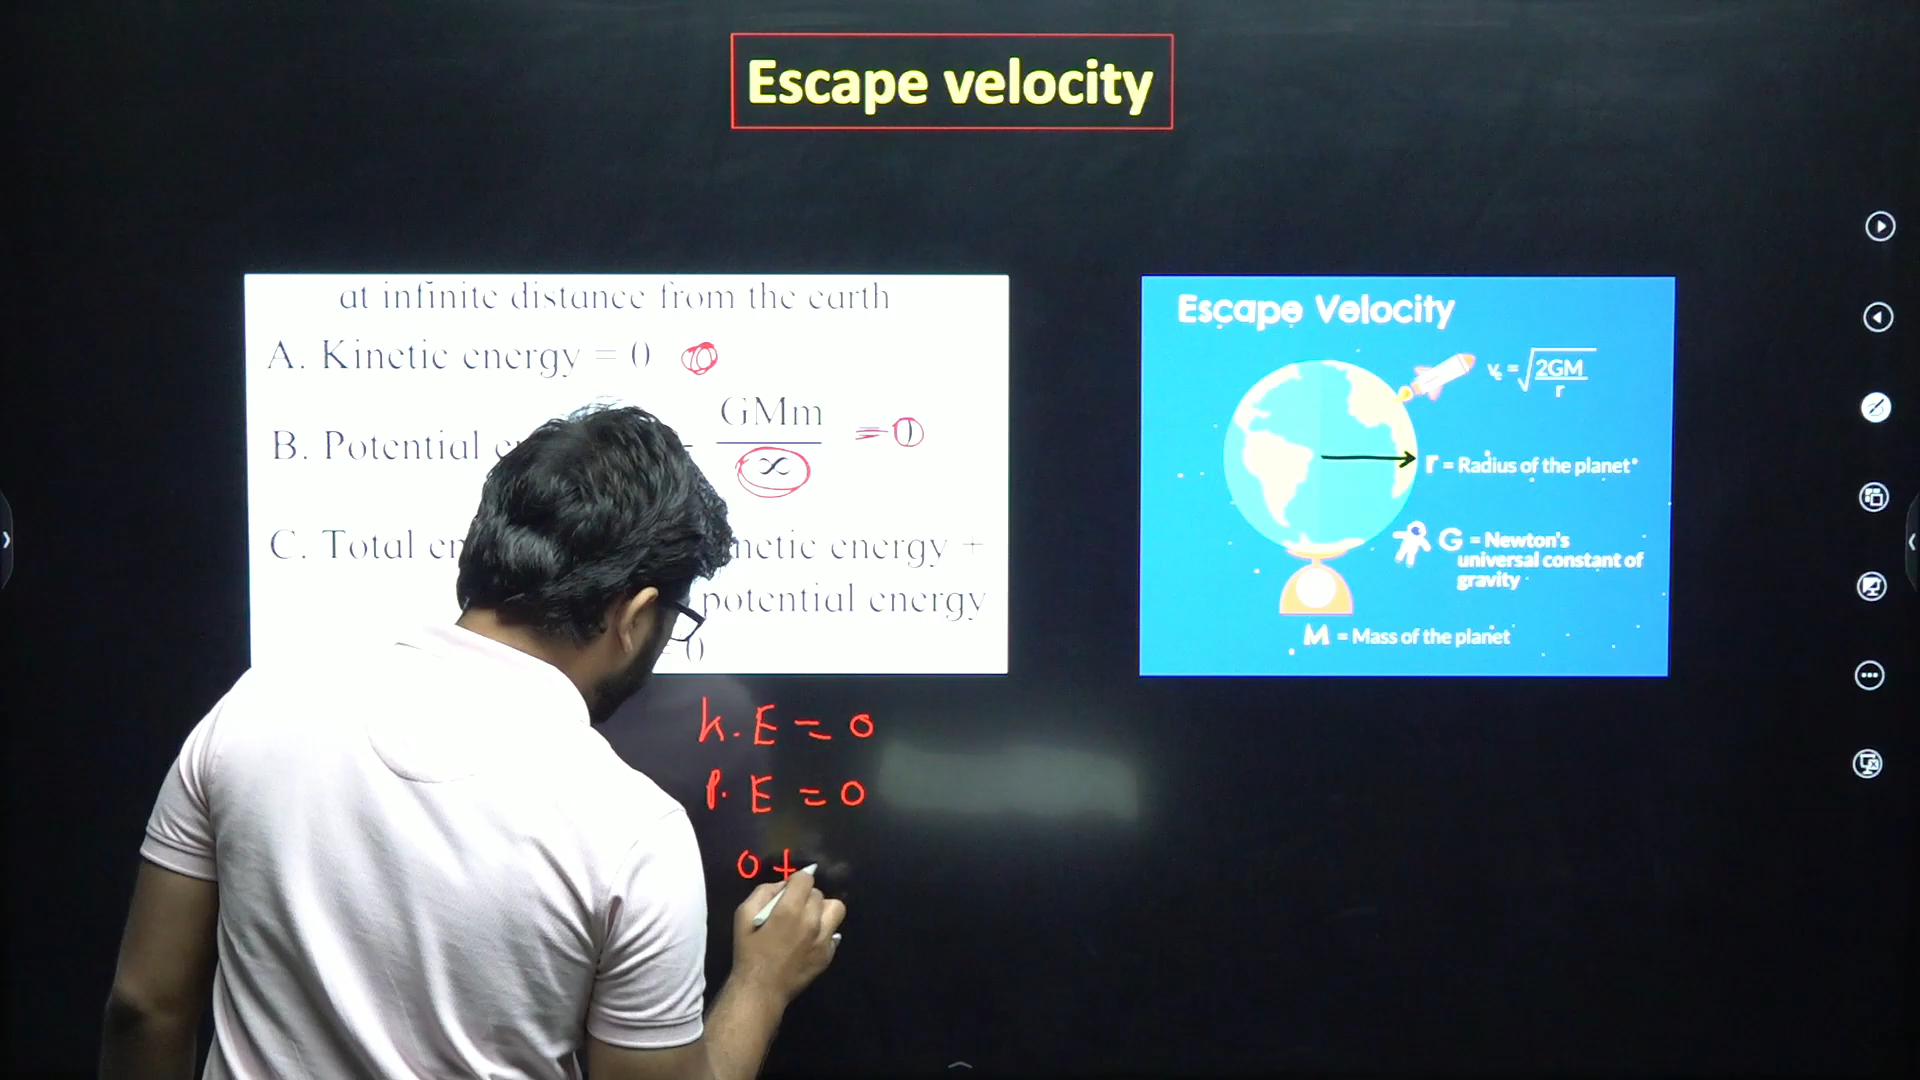 Escape velocity
at infinite distance from the earth
A. Kinetic energy = 0 0
B. Potential - GMm / ∞ = 0
C. Total netic energy +
potential energy
= 0
K.E = 0
P.E = 0
0 +
Escape Velocity
vₑ = √2GM/r
r = Radius of the planet
G = Newton's
universal constant of
gravity
M = Mass of the planet